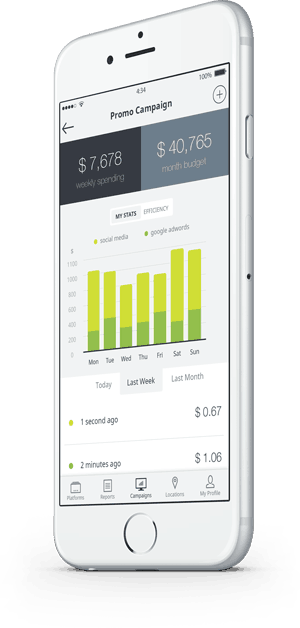 4:34
100%
Promo Campaign
$ 7,678
weekly spending
$ 40,765
month budget
MY STATS
EFFICIENCY
social media
google adwords
$
1200
1000
800
600
400
200
0
Mon Tue Wed Thu Fri Sat Sun
Today Last Week Last Month
1 second ago $ 0.67
2 minutes ago $ 1.06
Platforms Reports Campaigns Locations My Profile